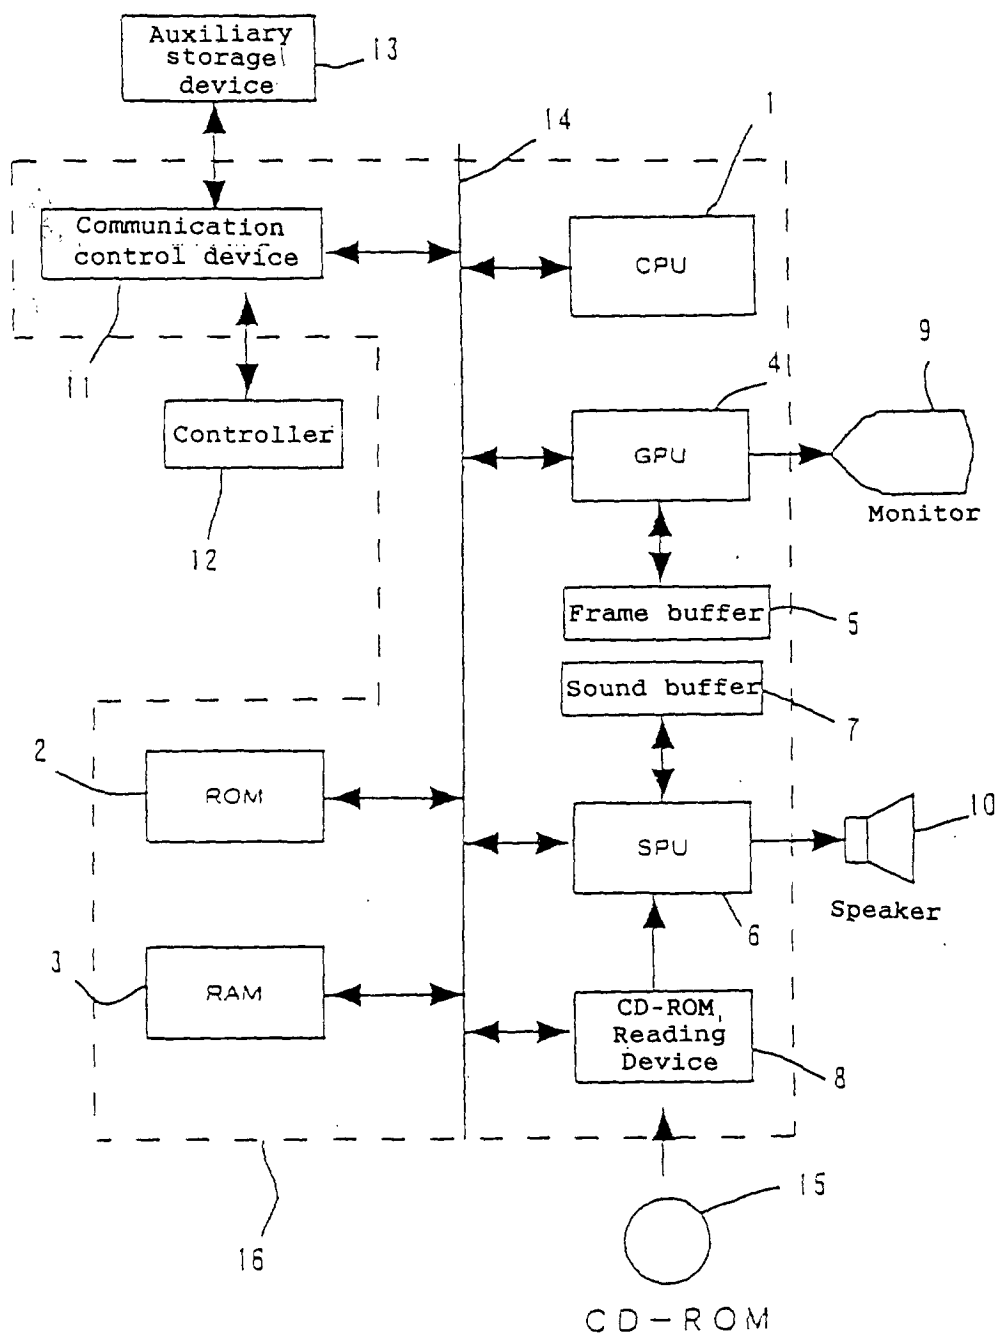 Auxiliary
storage
device
13
14
1
Communication
control device
CPU
11
4
9
Controller
GPU
Monitor
12
Frame buffer
5
Sound buffer
7
2
ROM
SPU
10
Speaker
6
3
RAM
CD-ROM
Reading
Device
8
15
16
CD-ROM